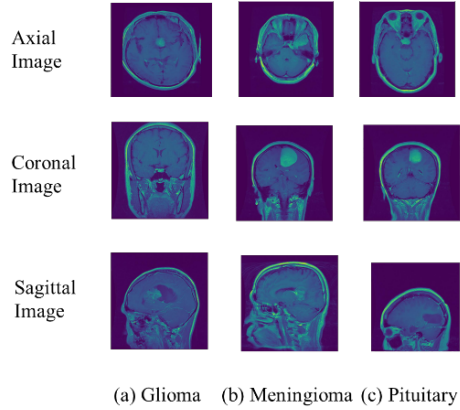 Axial
Image
Coronal
Image
Sagittal
Image
(a) Glioma (b) Meningioma (c) Pituitary